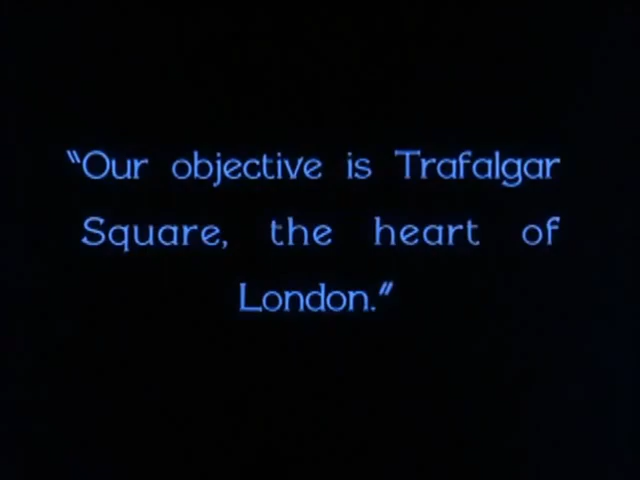 "Our objective is Trafalgar
Square, the heart of
London."